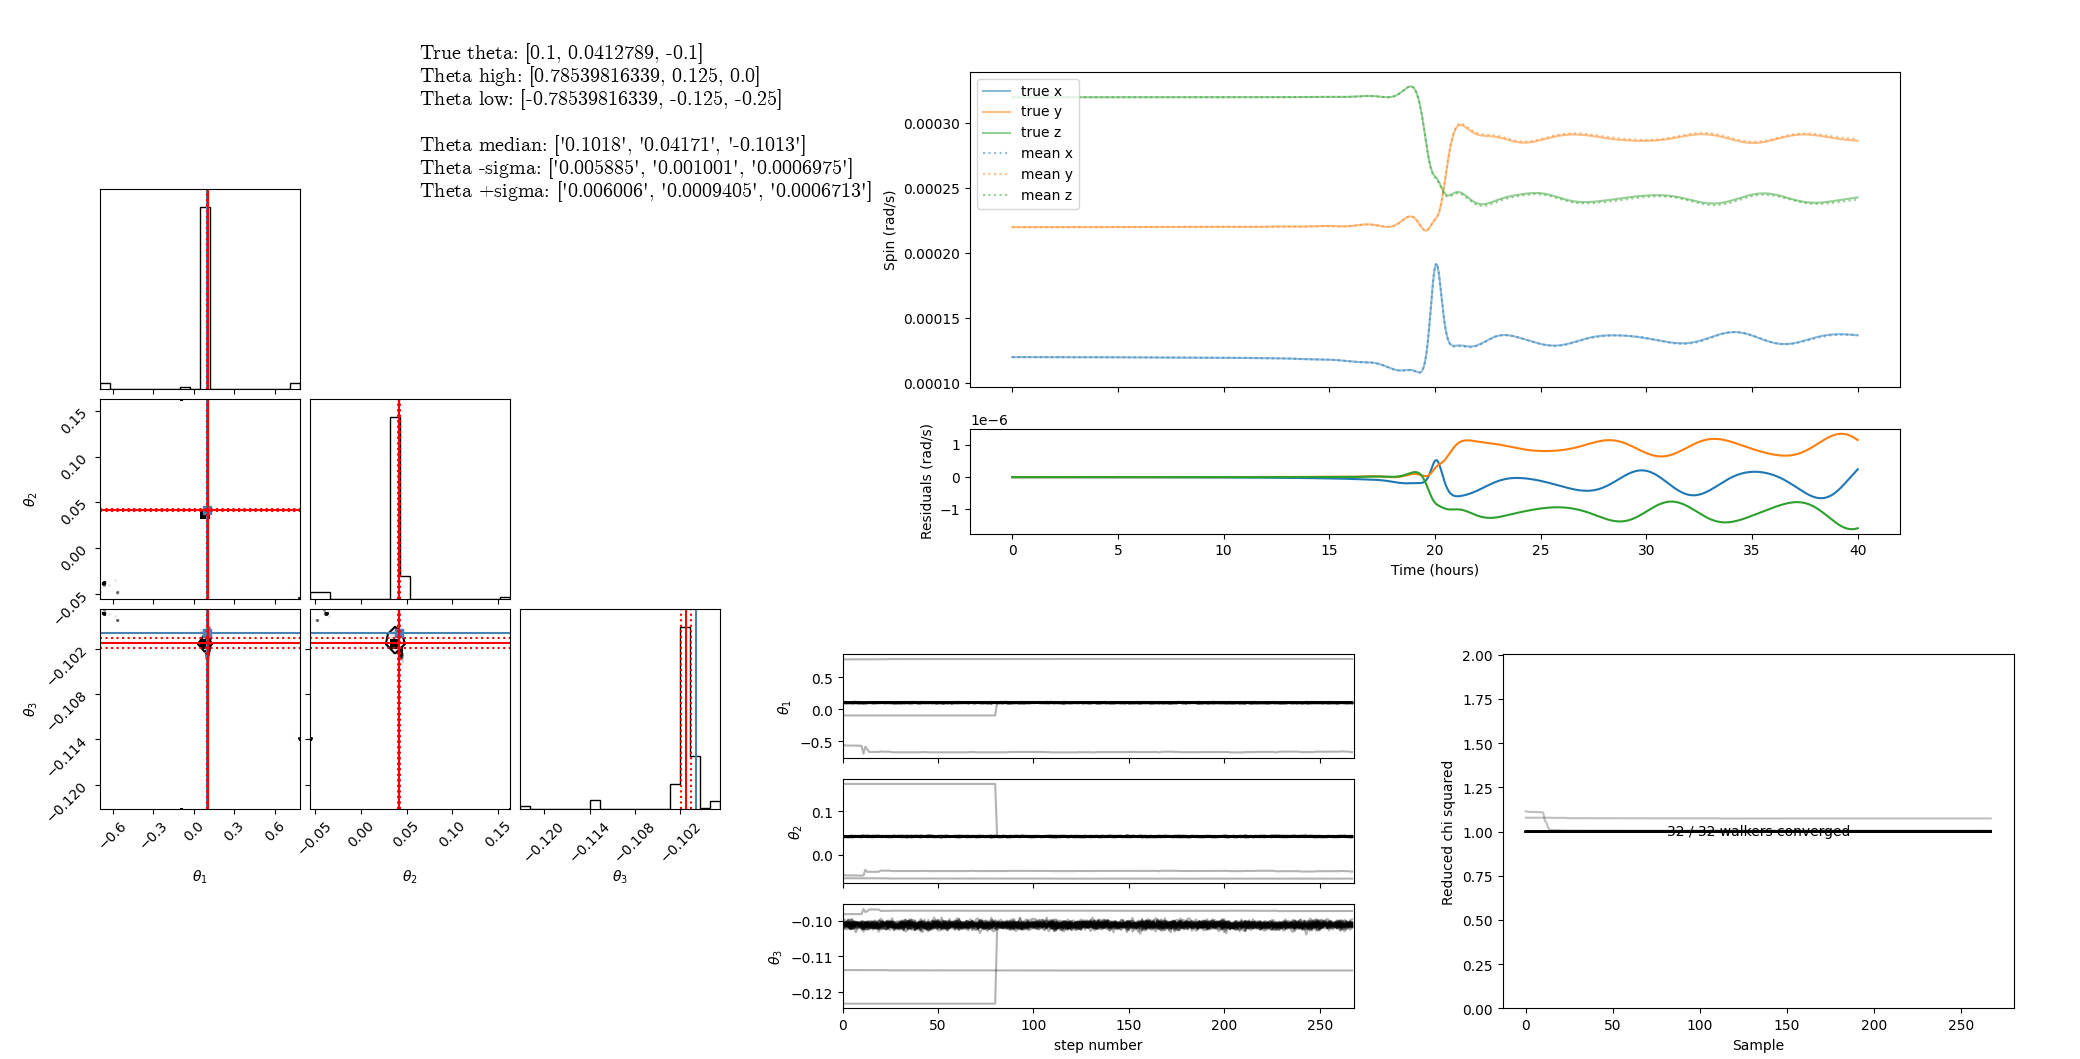 True theta: [0.1, 0.0412789, -0.1]
Theta high: [0.78539816339, 0.125, 0.0]
Theta low: [-0.78539816339, -0.125, -0.25]
Theta median: ['0.1018', '0.04171', '-0.1013']
Theta -sigma: ['0.005885', '0.001001', '0.0006975']
Theta +sigma: ['0.006006', '0.0009405', '0.0006713']
true x
true y
true z
mean x
mean y
mean z
0.00030
0.00025
0.00020
0.00015
0.00010
Spin (rad/s)
1e−6
1
0
−1
Residuals (rad/s)
0 5 10 15 20 25 30 35 40
Time (hours)
0.15
0.10
0.05
0.00
−0.05
θ2
−0.102
−0.108
−0.114
−0.120
θ3
−0.6 −0.3 0.0 0.3 0.6
θ1
−0.05 0.00 0.05 0.10 0.15
θ2
−0.120 −0.114 −0.108 −0.102
θ3
0.5
0.0
−0.5
θ1
0.1
0.0
θ2
−0.10
−0.11
−0.12
θ3
0 50 100 150 200 250
step number
2.00
1.75
1.50
1.25
1.00
0.75
0.50
0.25
0.00
Reduced chi squared
32 / 32 walkers converged
0 50 100 150 200 250
Sample